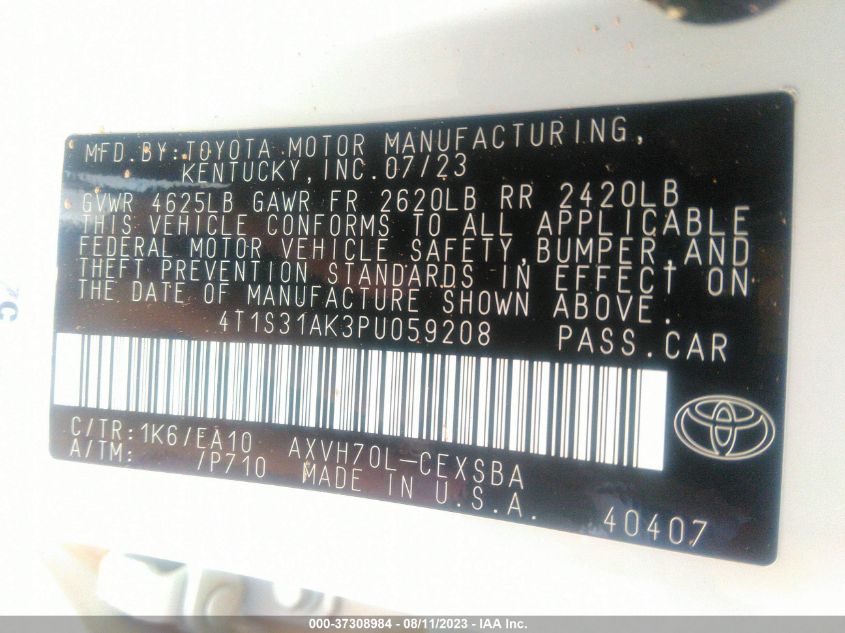 MFD. BY: TOYOTA MOTOR MANUFACTURING,
KENTUCKY, INC. 07/23
GVWR 4625LB GAWR FR 2620LB RR 2420LB
THIS VEHICLE CONFORMS TO ALL APPLICABLE
FEDERAL MOTOR VEHICLE SAFETY, BUMPER, AND
THEFT PREVENTION STANDARDS IN EFFECT ON
THE DATE OF MANUFACTURE SHOWN ABOVE.
4T1S31AK3PU059208 PASS.CAR
C/TR: 1K6/EA10 AXVH70L-CEXSBA
A/TM: /P710 MADE IN U.S.A.
40407
000-37308984 - 08/11/2023 - IAA Inc.